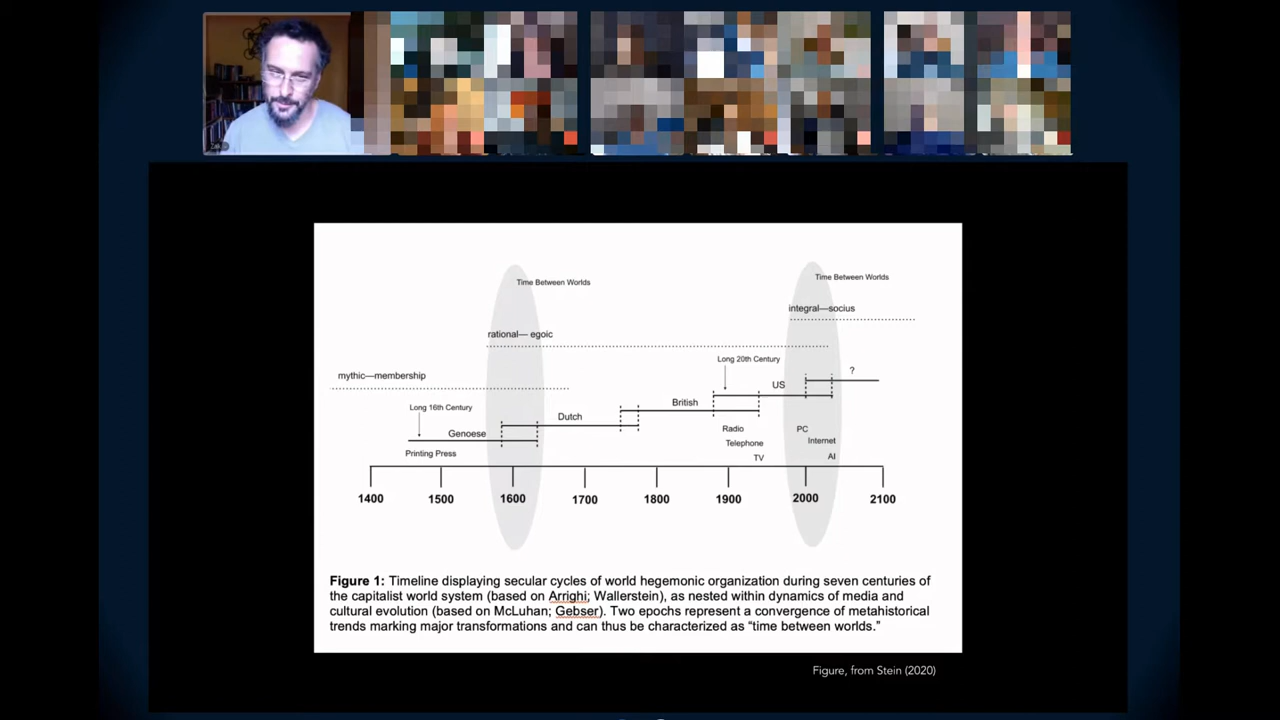 Time Between Worlds
Time Between Worlds
integral—socius
rational— egoic
Long 20th Century
?
mythic—membership
US
Long 16th Century
British
Dutch
Genoese
Radio
PC
Telephone
Internet
Printing Press
TV
AI
1400 1500 1600 1700 1800 1900 2000 2100
Figure 1: Timeline displaying secular cycles of world hegemonic organization during seven centuries of
the capitalist world system (based on Arrighi; Wallerstein), as nested within dynamics of media and
cultural evolution (based on McLuhan; Gebser). Two epochs represent a convergence of metahistorical
trends marking major transformations and can thus be characterized as “time between worlds.”
Figure, from Stein (2020)